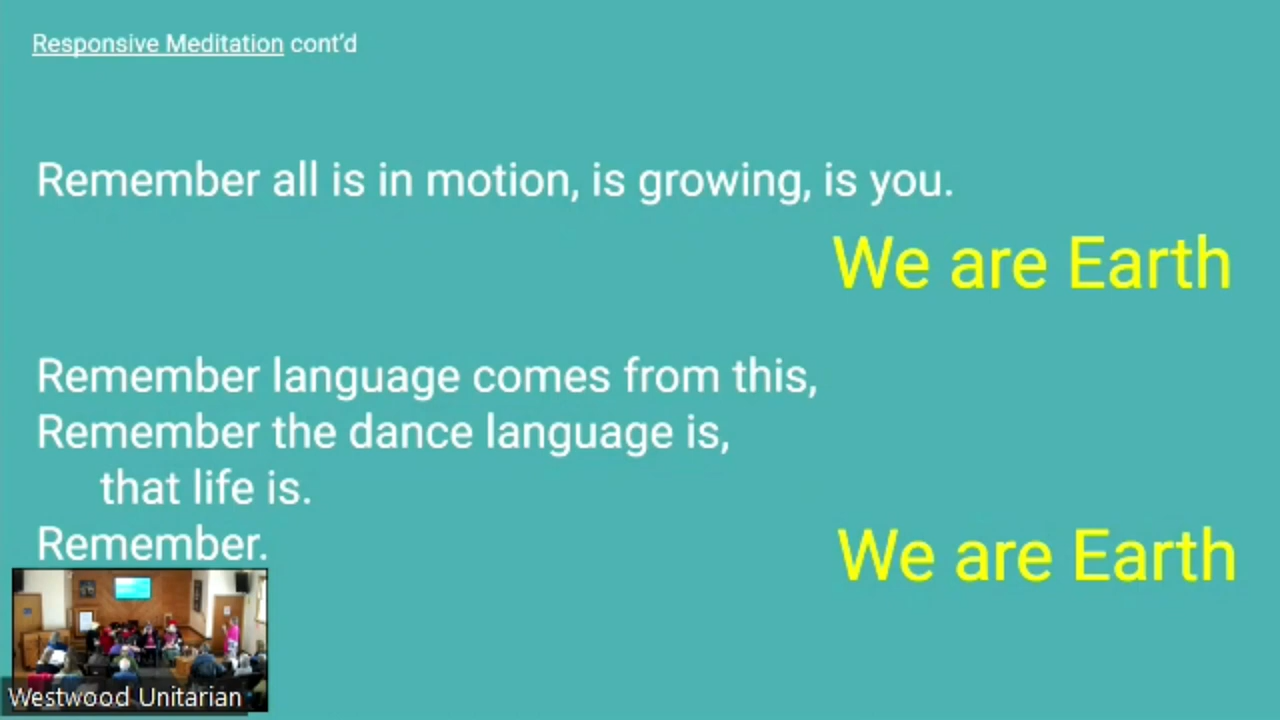 Responsive Meditation cont’d
Remember all is in motion, is growing, is you.
We are Earth
Remember language comes from this,
Remember the dance language is,
that life is.
Remember.
We are Earth
Westwood Unitarian